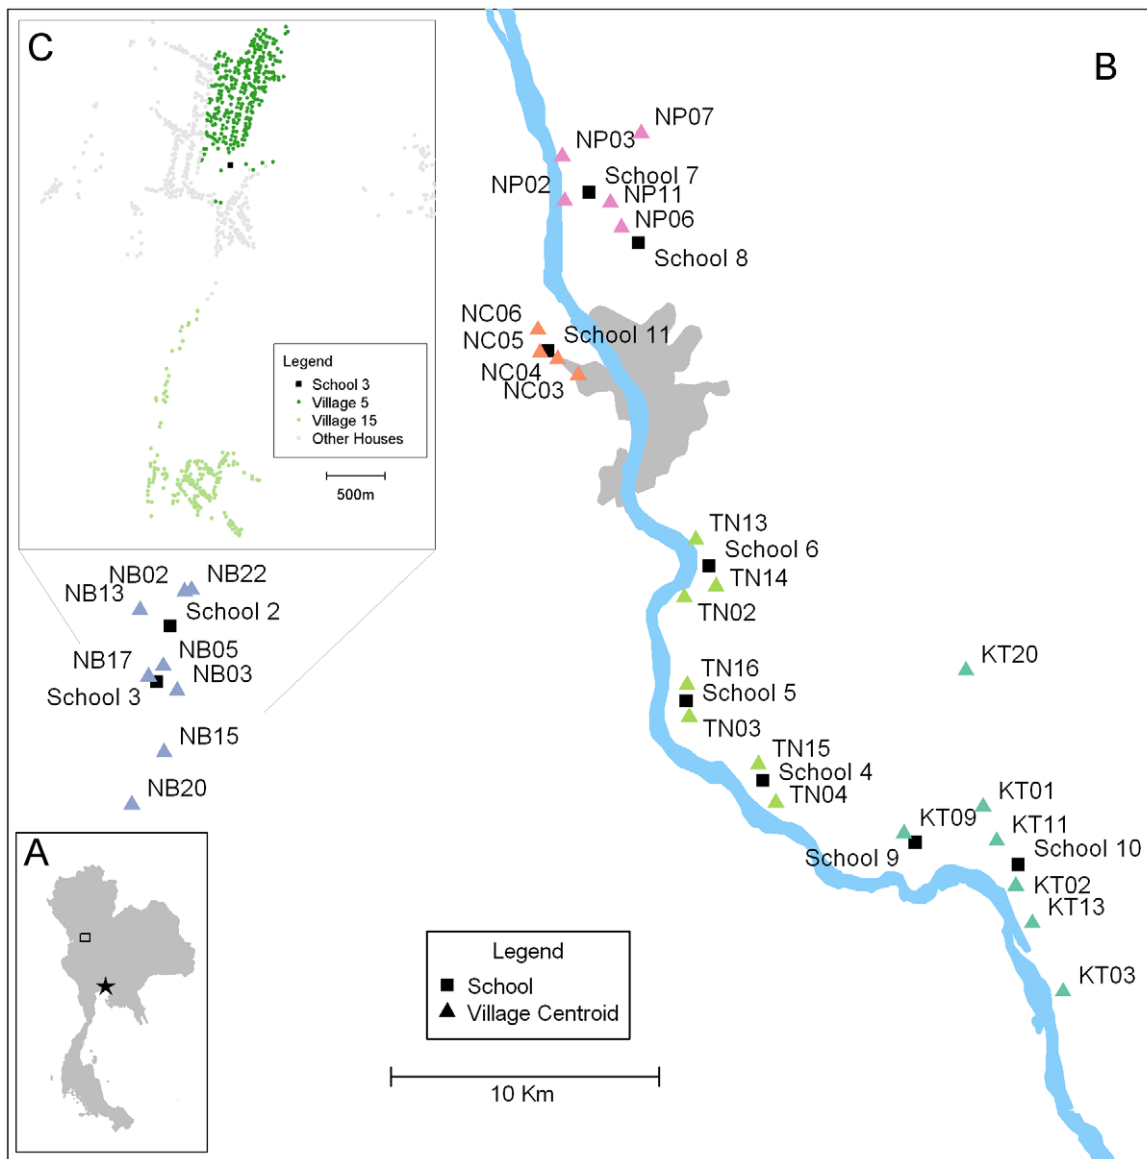 C
B
Legend
School 3
Village 5
Village 15
Other Houses
500m
NP07
NP03
School 7
NP02
NP11
NP06
School 8
NC06
School 11
NC05
NC04
NC03
TN13
School 6
TN14
TN02
NB02
NB22
NB13
School 2
NB05
NB17
NB03
School 3
NB15
NB20
TN16
School 5
TN03
KT20
TN15
School 4
TN04
KT01
KT09
KT11
School 9
School 10
KT02
KT13
KT03
A
Legend
School
Village Centroid
10 Km